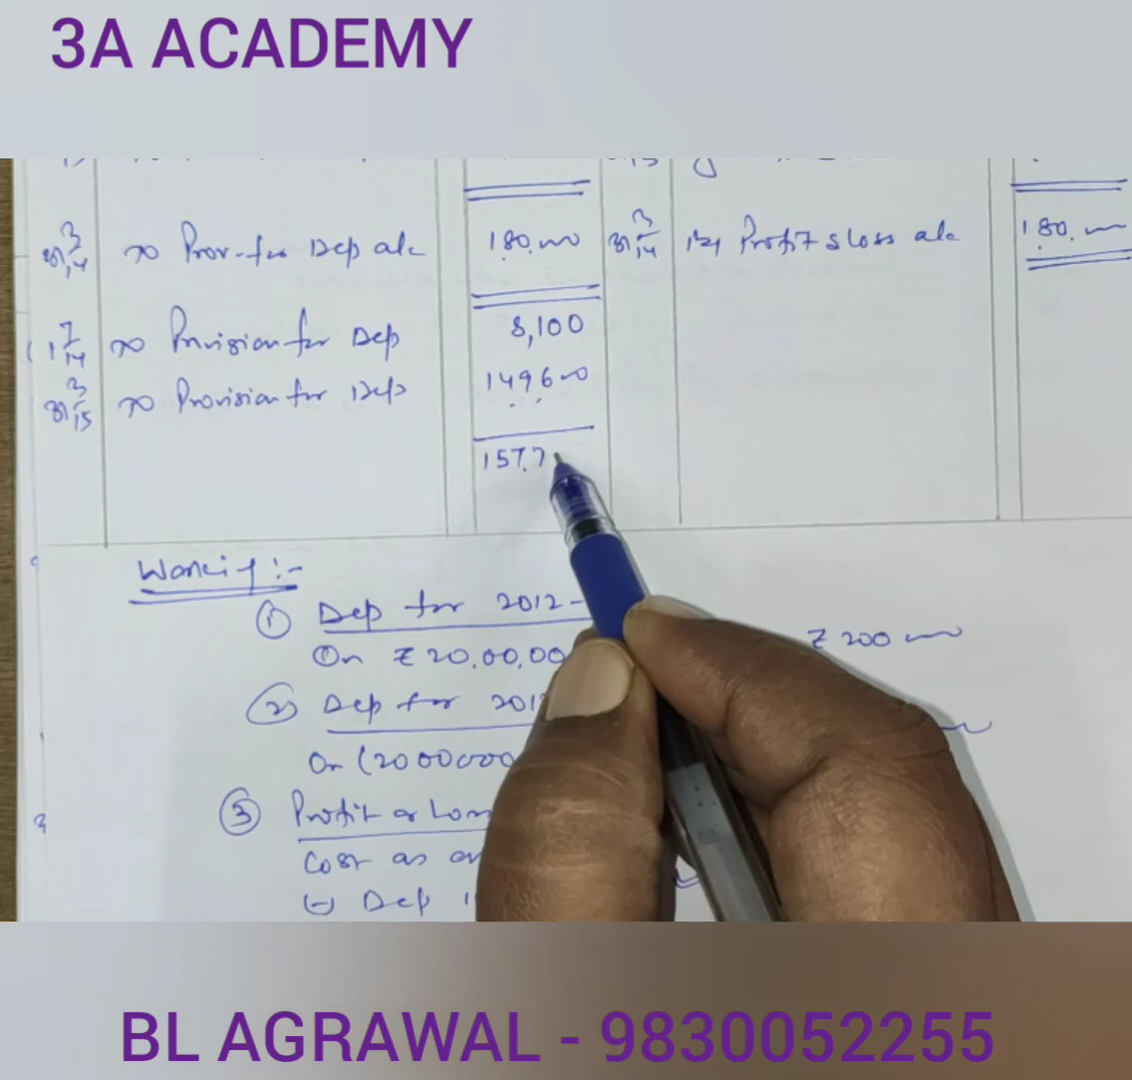 3A ACADEMY
31/3/14 To Prov. for Dep a/c 180,000 31/3/14 By Profit & Loss a/c 180,000
1/7/14 To Provision for Dep 8,100
31/3/15 To Provision for Dep 149600
157,7
Working :-
① Dep for 2012-
On ₹20,00,00 ₹ 200
② Dep for 201
On (2000000
③ Profit or Loss
Cost as on
(-) Dep
BL AGRAWAL - 9830052255